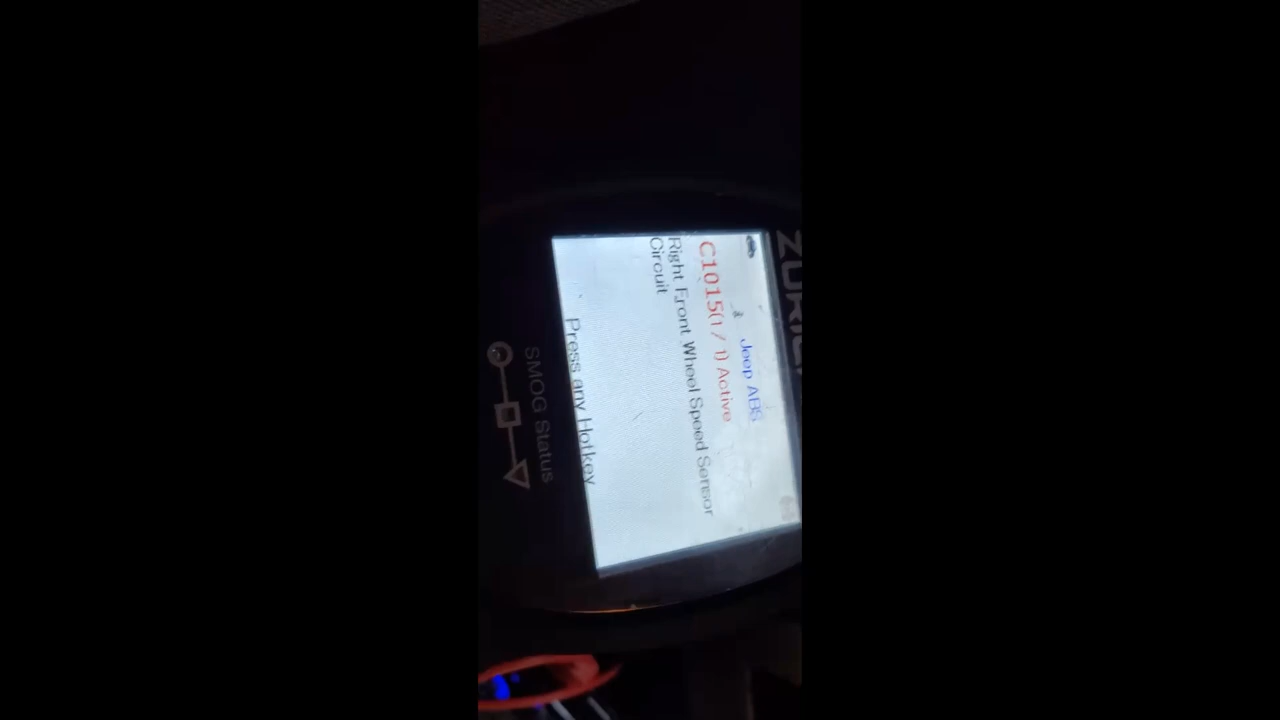 Jeep ABS
C1015(1 / 1) Active
Right Front Wheel Speed Sensor
Circuit
Press any Hotkey
SMOG Status